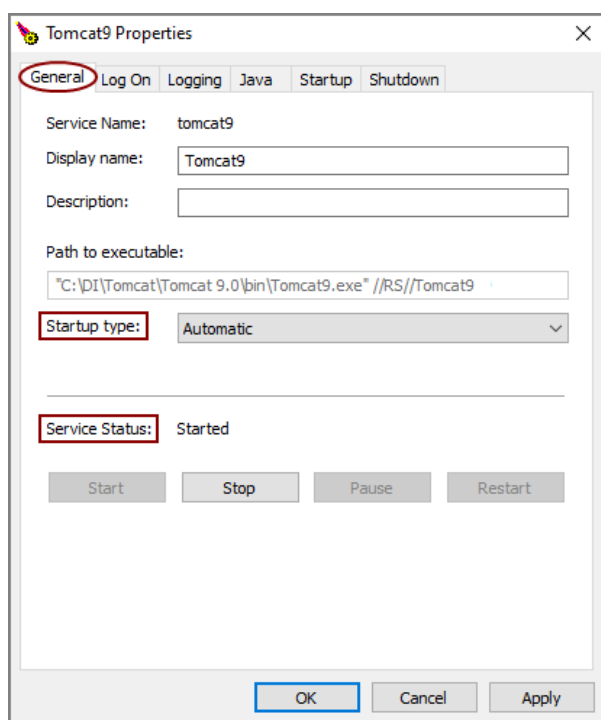 Tomcat9 Properties
General Log On Logging Java Startup Shutdown
Service Name: tomcat9
Display name: Tomcat9
Description:
Path to executable:
"C:\DI\Tomcat\Tomcat 9.0\bin\Tomcat9.exe" //RS//Tomcat9
Startup type: Automatic
Service Status: Started
Start Stop Pause Restart
OK Cancel Apply